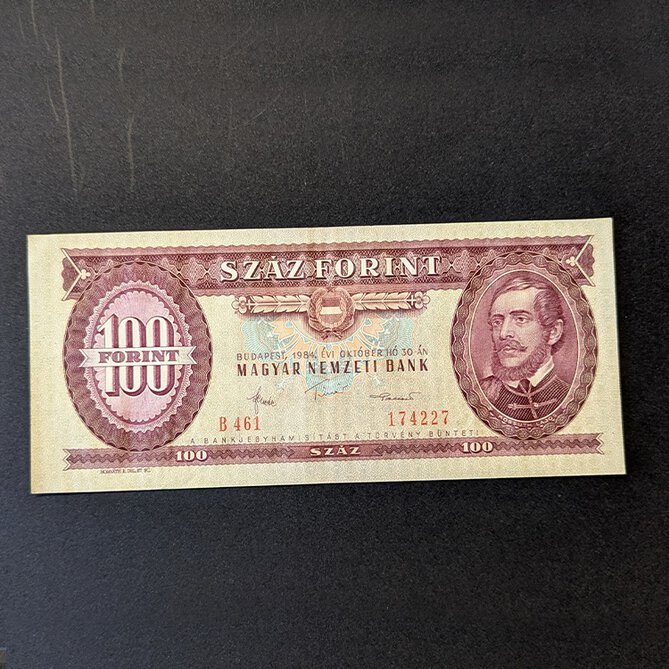 SZÁZ FORINT
100
FORINT
BUDAPEST, 1984. ÉVI OKTÓBER HÓ 30-ÁN
MAGYAR NEMZETI BANK
B 461 174227
A BANKJEGYHAMISÍTÁST A TÖRVÉNY BÜNTETI
100 SZÁZ 100